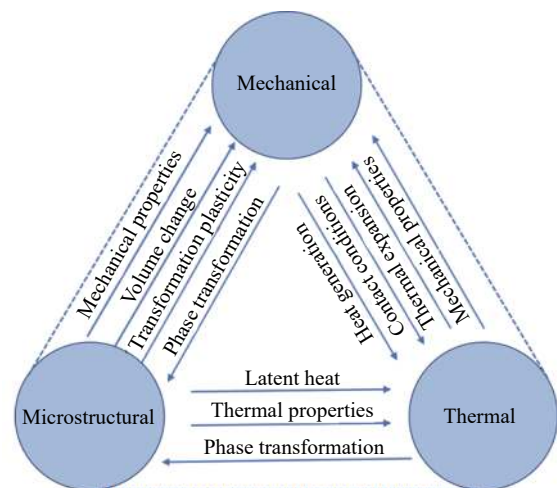 Mechanical
Mechanical properties
Volume change
Transformation plasticity
Phase transformation
Heat generation
Contact conditions
Thermal expansion
Mechanical properties
Microstructural
Latent heat
Thermal properties
Phase transformation
Thermal